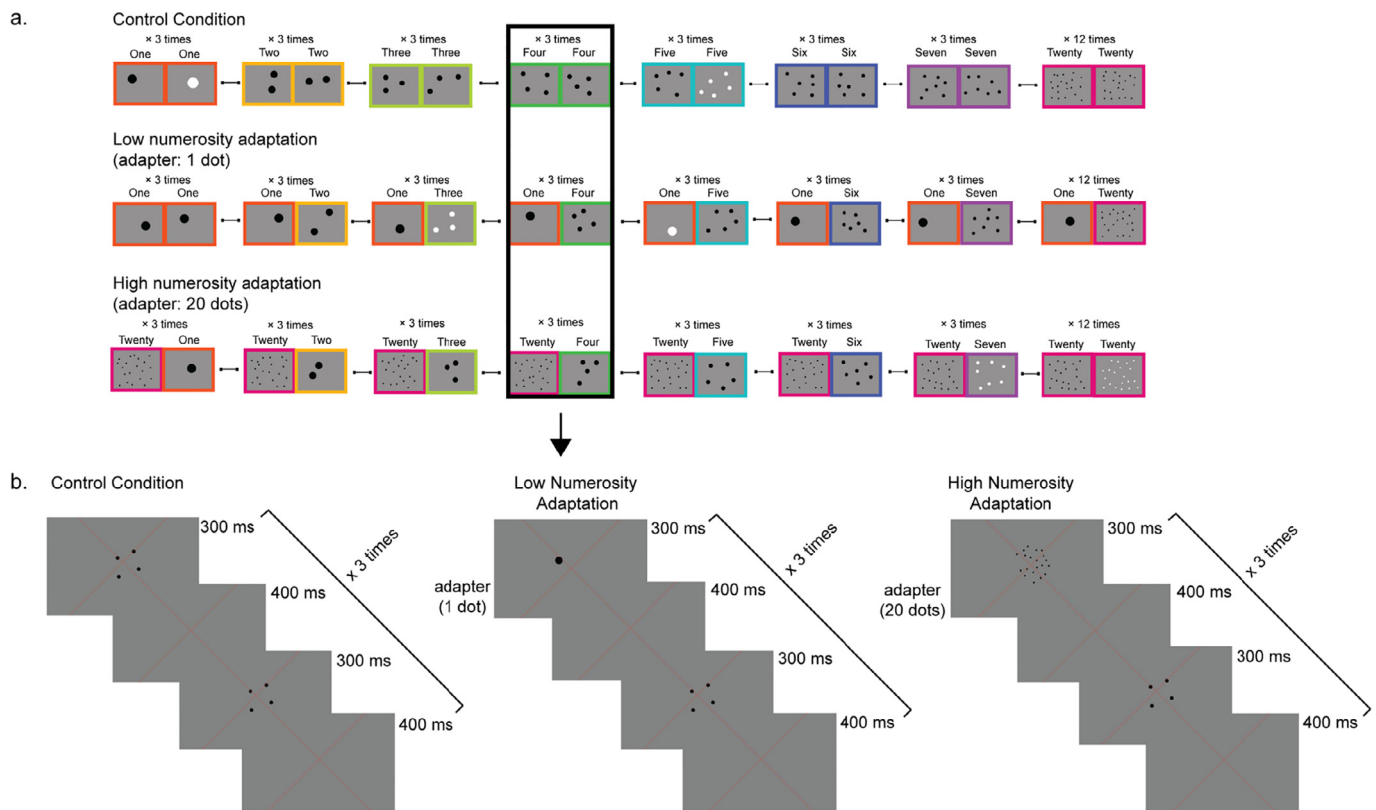 a.
Control Condition
× 3 times × 3 times × 3 times × 3 times × 3 times × 3 times × 3 times × 12 times
One One Two Two Three Three Four Four Five Five Six Six Seven Seven Twenty Twenty
Low numerosity adaptation
(adapter: 1 dot)
× 3 times × 3 times × 3 times × 3 times × 3 times × 3 times × 3 times × 12 times
One One One Two One Three One Four One Five One Six One Seven One Twenty
High numerosity adaptation
(adapter: 20 dots)
× 3 times × 3 times × 3 times × 3 times × 3 times × 3 times × 3 times × 12 times
Twenty One Twenty Two Twenty Three Twenty Four Twenty Five Twenty Six Twenty Seven Twenty Twenty
b.
Control Condition
300 ms
400 ms
300 ms
400 ms
x 3 times
Low Numerosity
Adaptation
adapter
(1 dot)
300 ms
400 ms
300 ms
400 ms
x 3 times
High Numerosity
Adaptation
adapter
(20 dots)
300 ms
400 ms
300 ms
400 ms
x 3 times